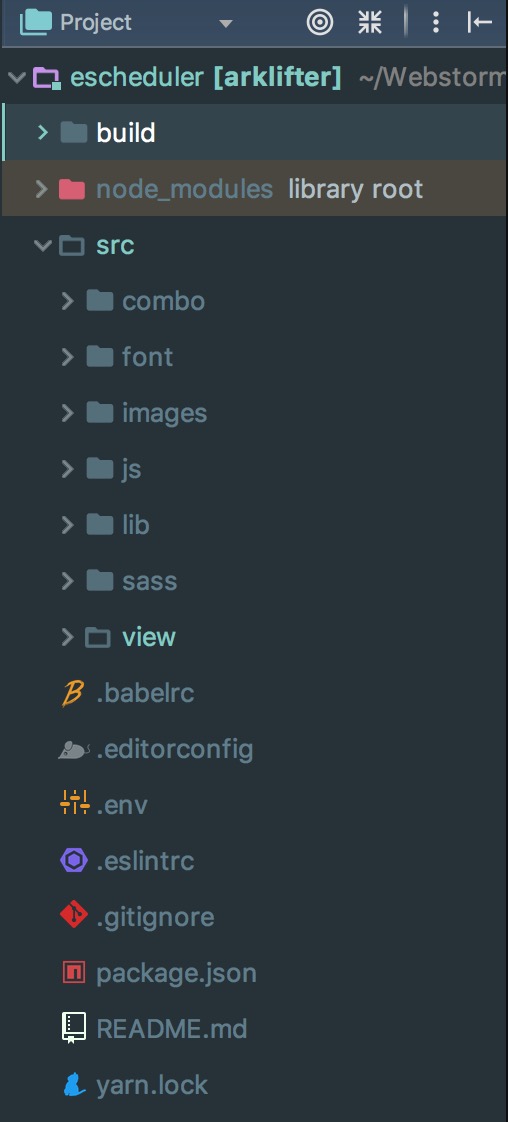 Project
escheduler [arklifter] ~/Webstorm
build
node_modules library root
src
combo
font
images
js
lib
sass
view
.babelrc
.editorconfig
.env
.eslintrc
.gitignore
package.json
README.md
yarn.lock